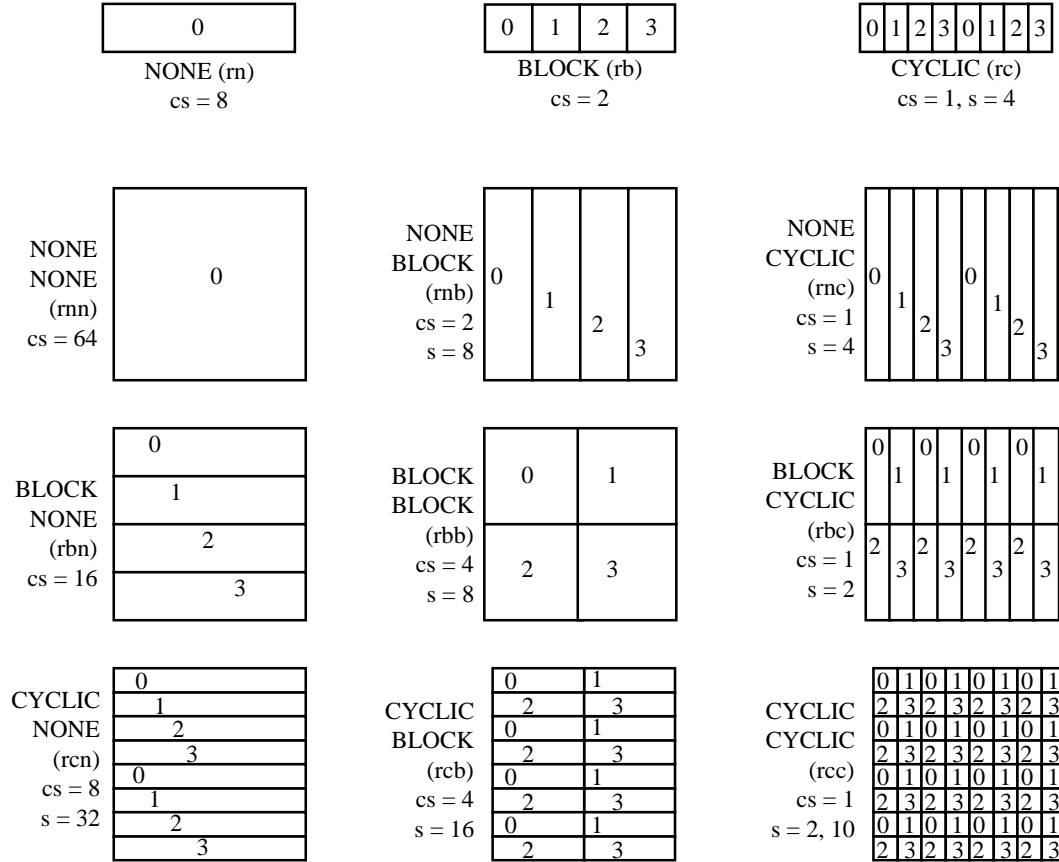 0
NONE (rn)
cs = 8
0 1 2 3
BLOCK (rb)
cs = 2
0 1 2 3 0 1 2 3
CYCLIC (rc)
cs = 1, s = 4
NONE
NONE
(rnn)
cs = 64
0
NONE
BLOCK
(rnb)
cs = 2
s = 8
0
1
2
3
NONE
CYCLIC
(rnc)
cs = 1
s = 4
0
1
2
3
0
1
2
3
BLOCK
NONE
(rbn)
cs = 16
0
1
2
3
BLOCK
BLOCK
(rbb)
cs = 4
s = 8
0 1
2 3
BLOCK
CYCLIC
(rbc)
cs = 1
s = 2
0 0 0 0
1 1 1 1
2 2 2 2
3 3 3 3
CYCLIC
NONE
(rcn)
cs = 8
s = 32
0
1
2
3
0
1
2
3
CYCLIC
BLOCK
(rcb)
cs = 4
s = 16
0 1
2 3
0 1
2 3
0 1
2 3
0 1
2 3
CYCLIC
CYCLIC
(rcc)
cs = 1
s = 2, 10
0 1 0 1 0 1 0 1
2 3 2 3 2 3 2 3
0 1 0 1 0 1 0 1
2 3 2 3 2 3 2 3
0 1 0 1 0 1 0 1
2 3 2 3 2 3 2 3
0 1 0 1 0 1 0 1
2 3 2 3 2 3 2 3